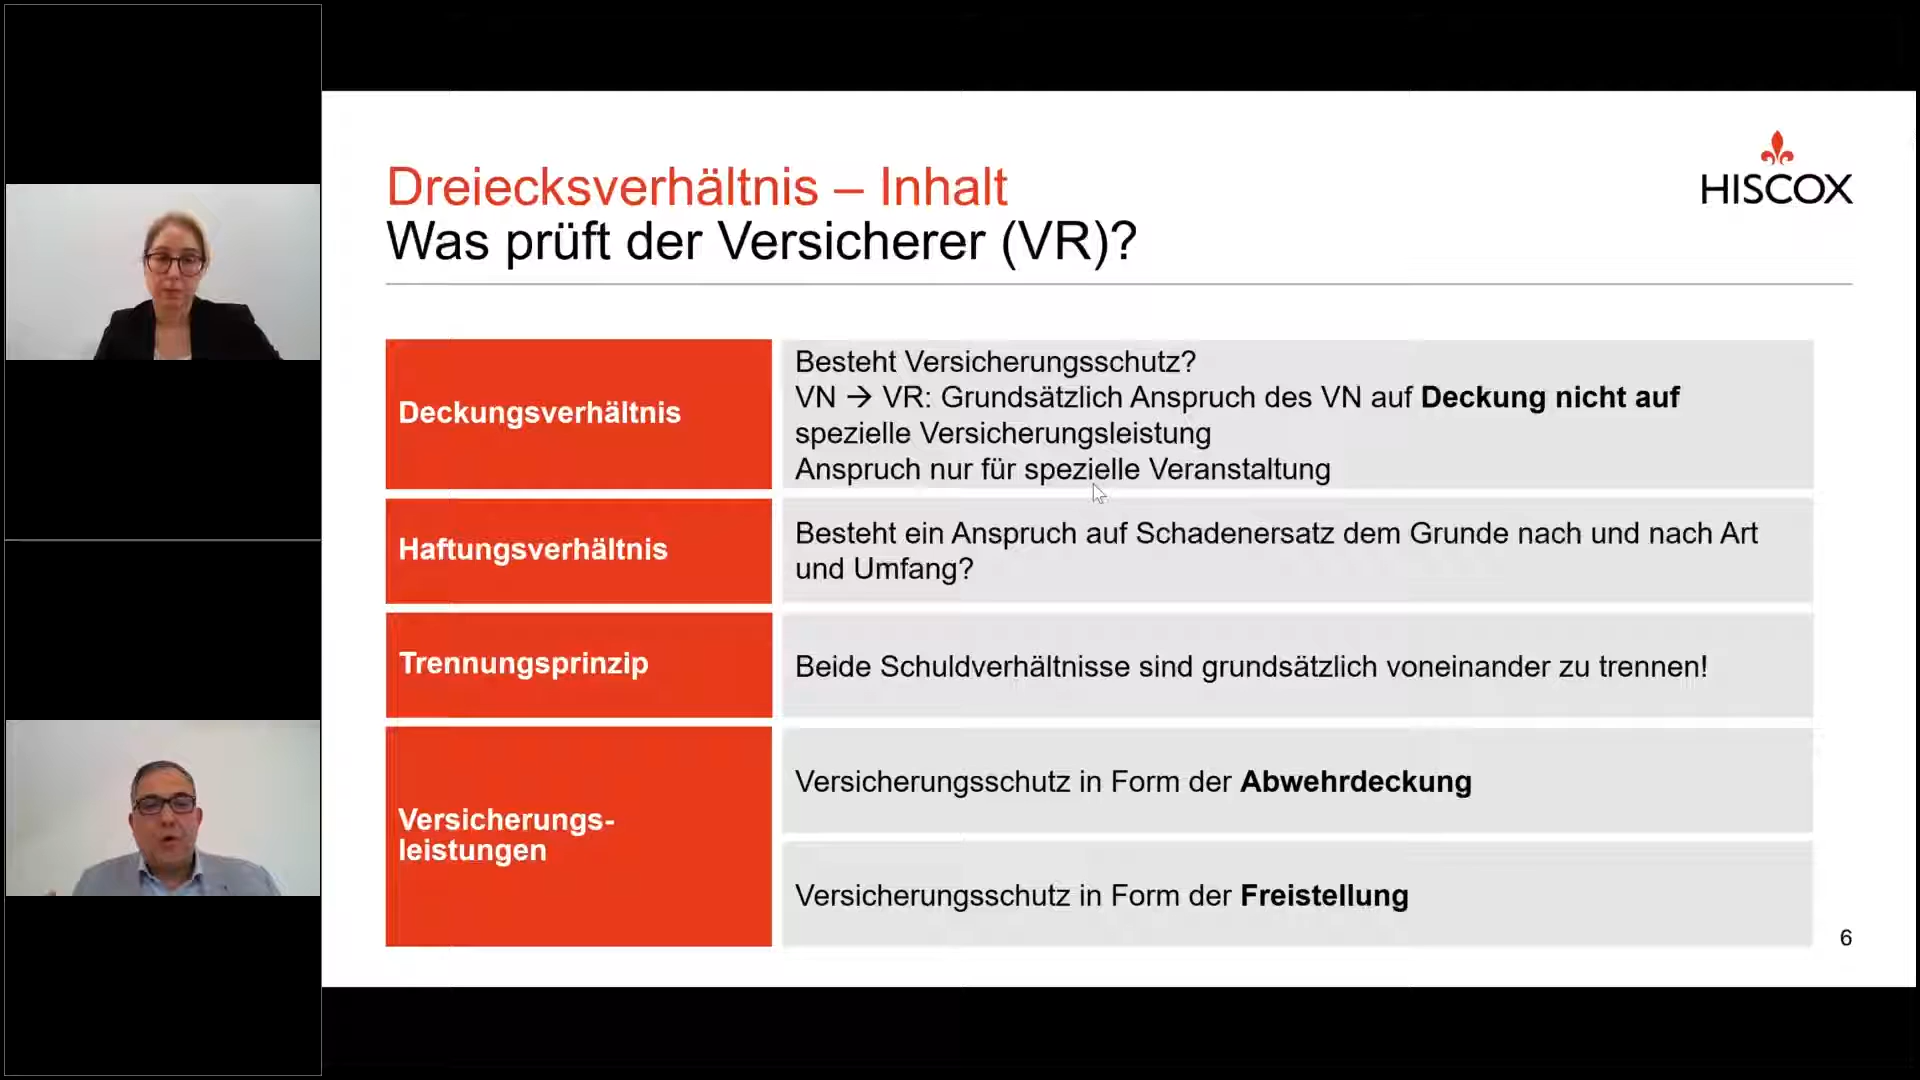 Dreiecksverhältnis – Inhalt
Was prüft der Versicherer (VR)?
HISCOX
Deckungsverhältnis
Besteht Versicherungsschutz?
VN → VR: Grundsätzlich Anspruch des VN auf Deckung nicht auf
spezielle Versicherungsleistung
Anspruch nur für spezielle Veranstaltung
Haftungsverhältnis
Besteht ein Anspruch auf Schadenersatz dem Grunde nach und nach Art
und Umfang?
Trennungsprinzip
Beide Schuldverhältnisse sind grundsätzlich voneinander zu trennen!
Versicherungs-
leistungen
Versicherungsschutz in Form der Abwehrdeckung
Versicherungsschutz in Form der Freistellung
6